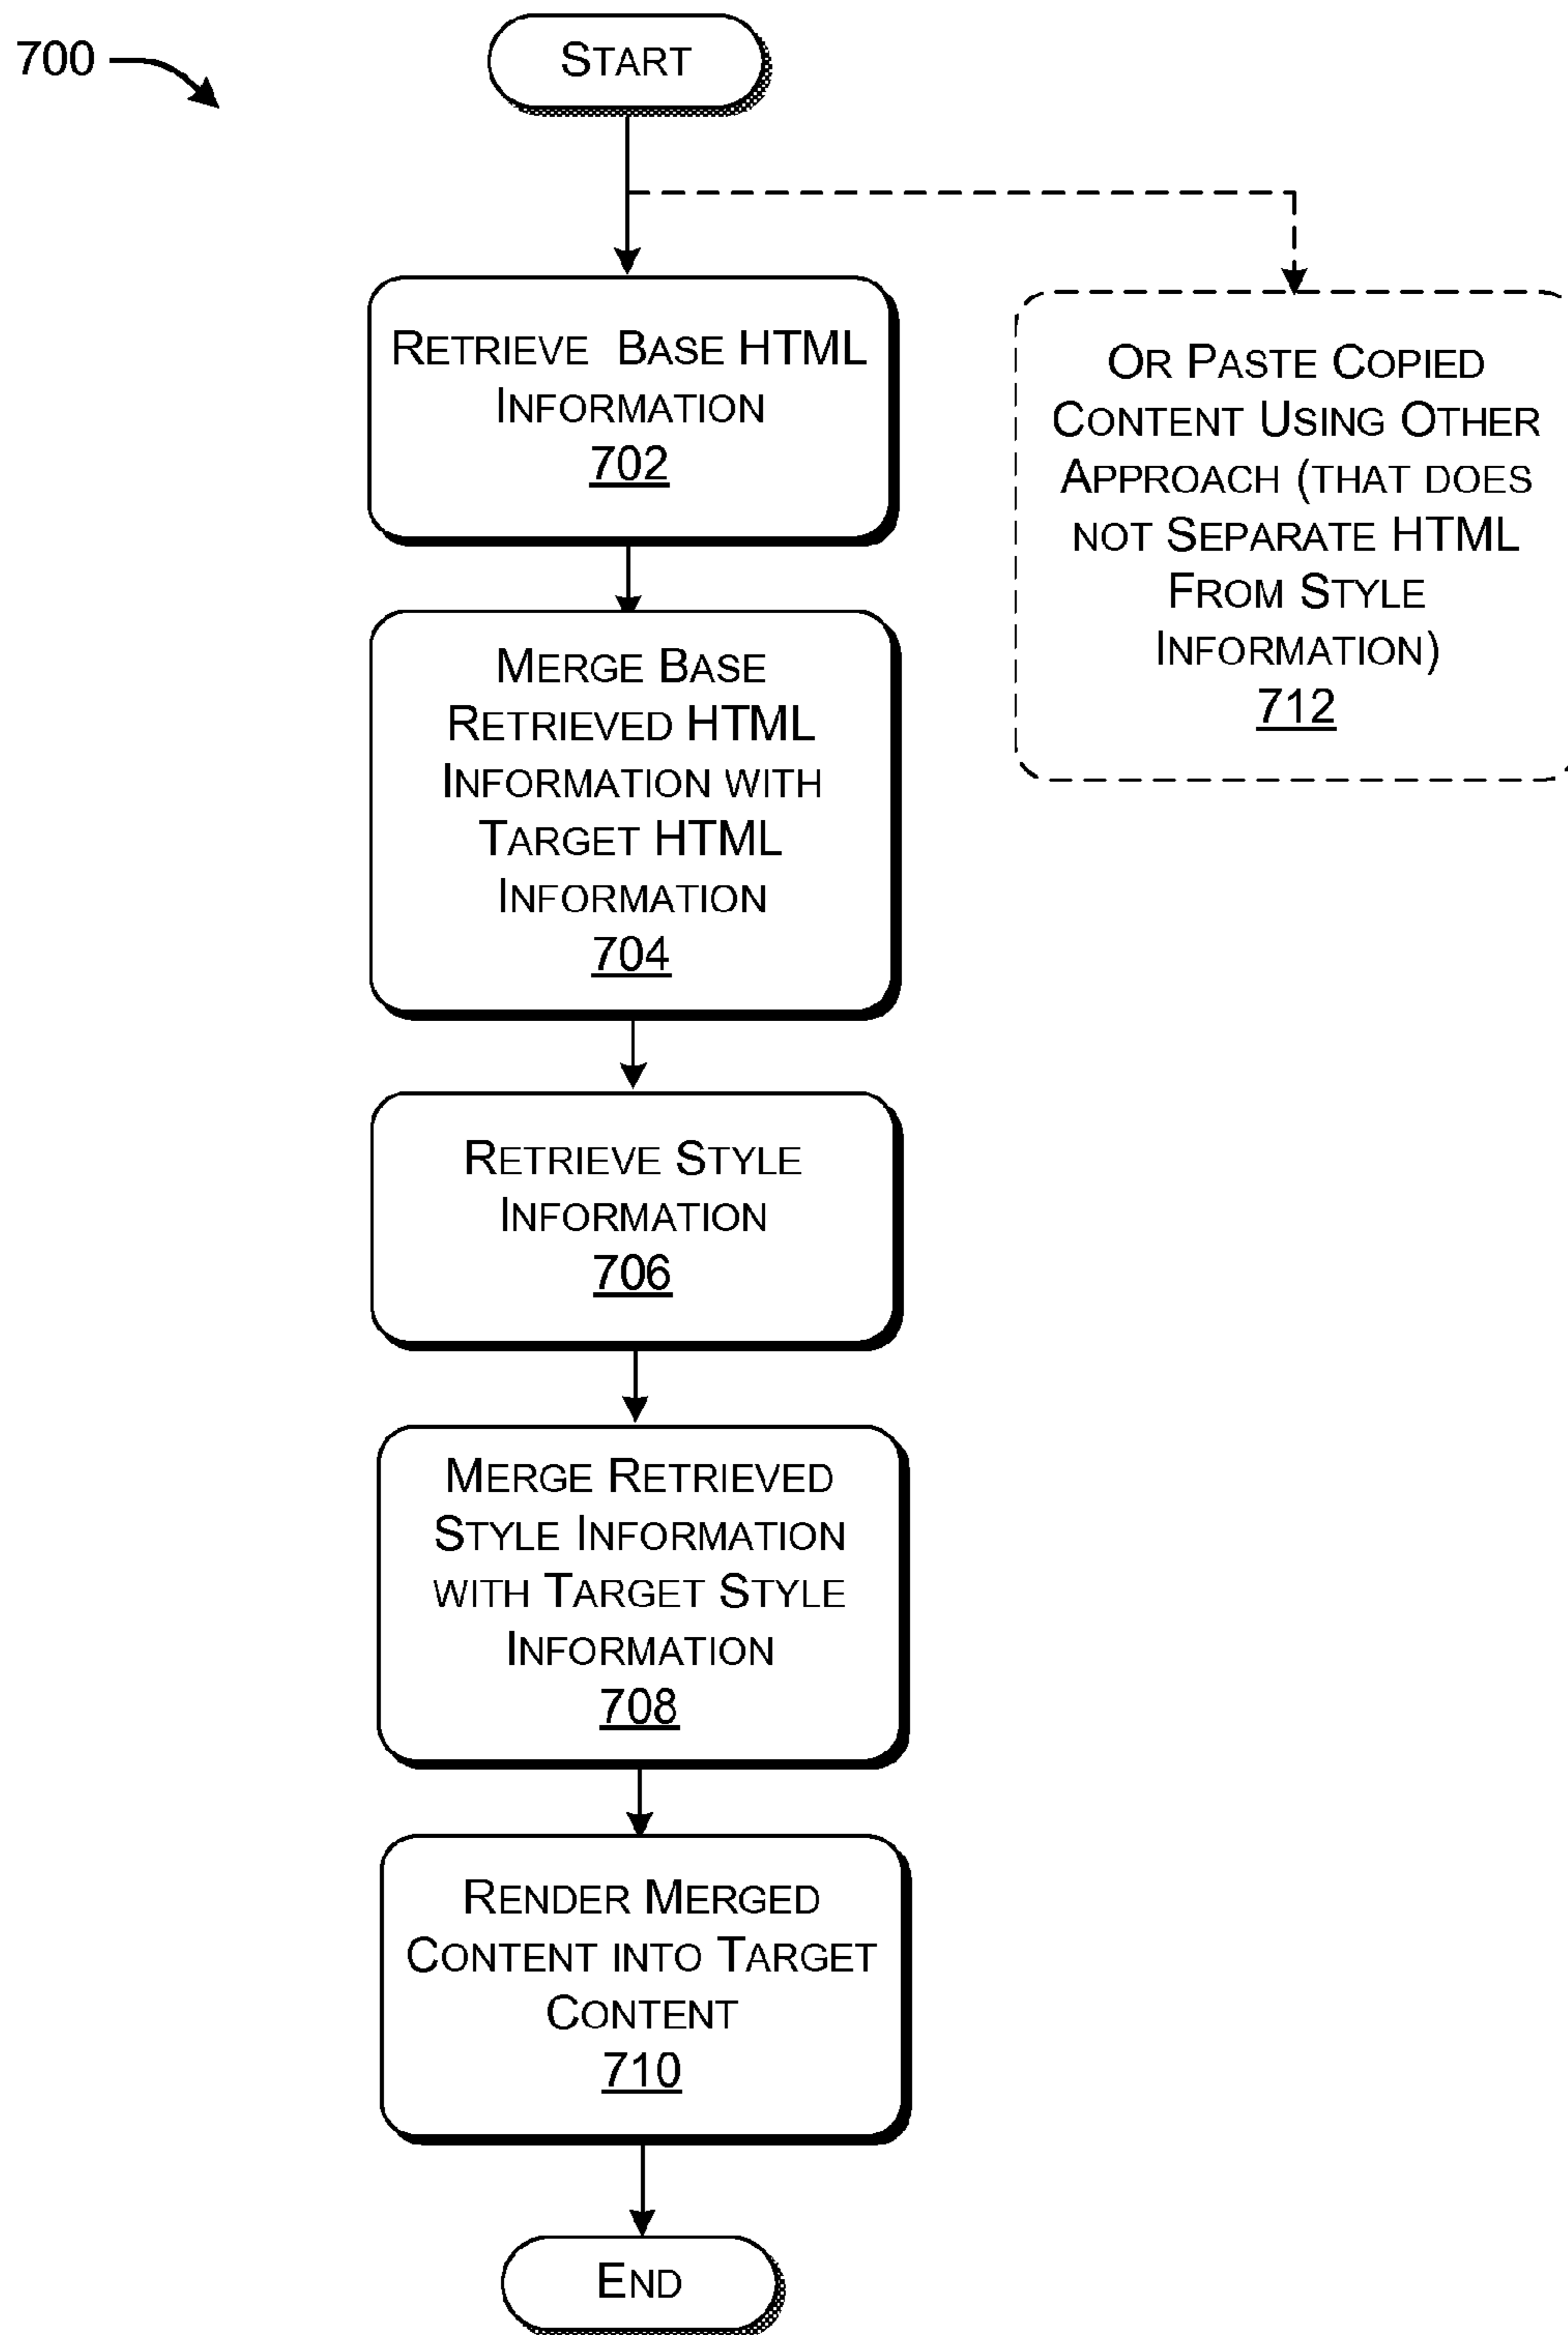 700
START
RETRIEVE BASE HTML
INFORMATION
702
OR PASTE COPIED
CONTENT USING OTHER
APPROACH (THAT DOES
NOT SEPARATE HTML
FROM STYLE
INFORMATION)
712
MERGE BASE
RETRIEVED HTML
INFORMATION WITH
TARGET HTML
INFORMATION
704
RETRIEVE STYLE
INFORMATION
706
MERGE RETRIEVED
STYLE INFORMATION
WITH TARGET STYLE
INFORMATION
708
RENDER MERGED
CONTENT INTO TARGET
CONTENT
710
END